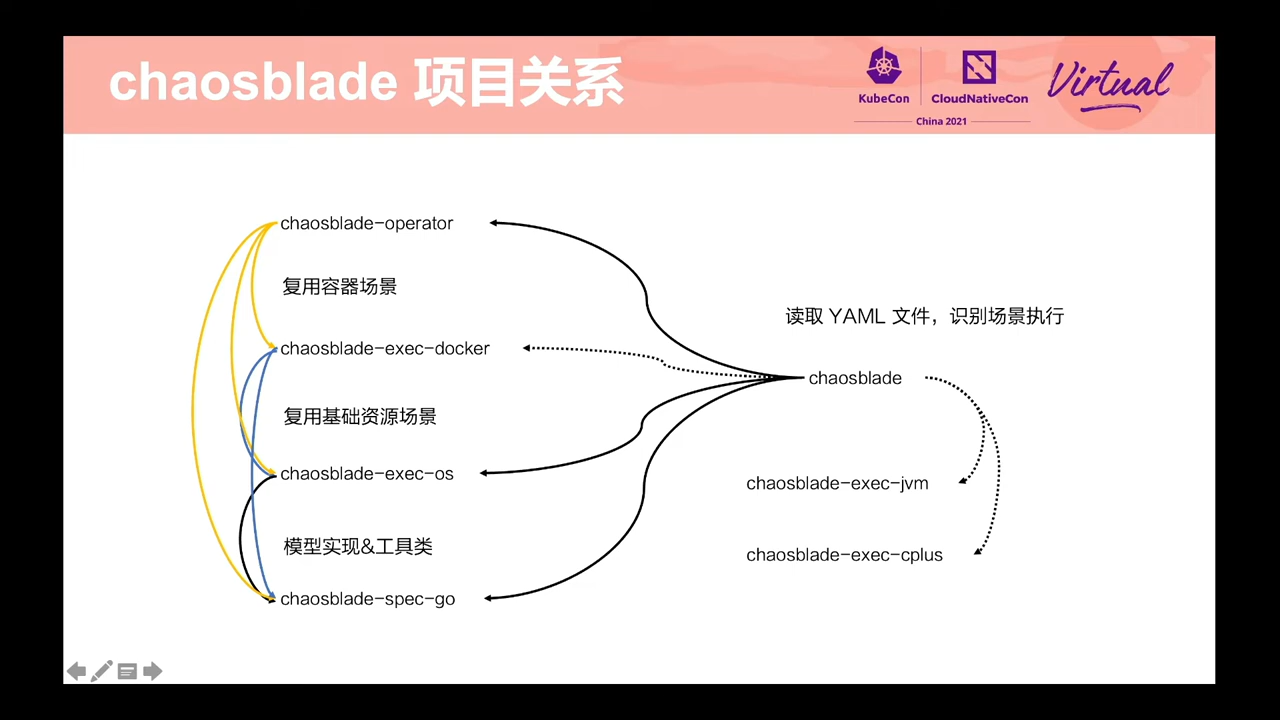 chaosblade 项目关系
KubeCon
CloudNativeCon
China 2021
Virtual
chaosblade-operator
复用容器场景
chaosblade-exec-docker
复用基础资源场景
chaosblade-exec-os
模型实现&工具类
chaosblade-spec-go
读取 YAML 文件，识别场景执行
chaosblade
chaosblade-exec-jvm
chaosblade-exec-cplus